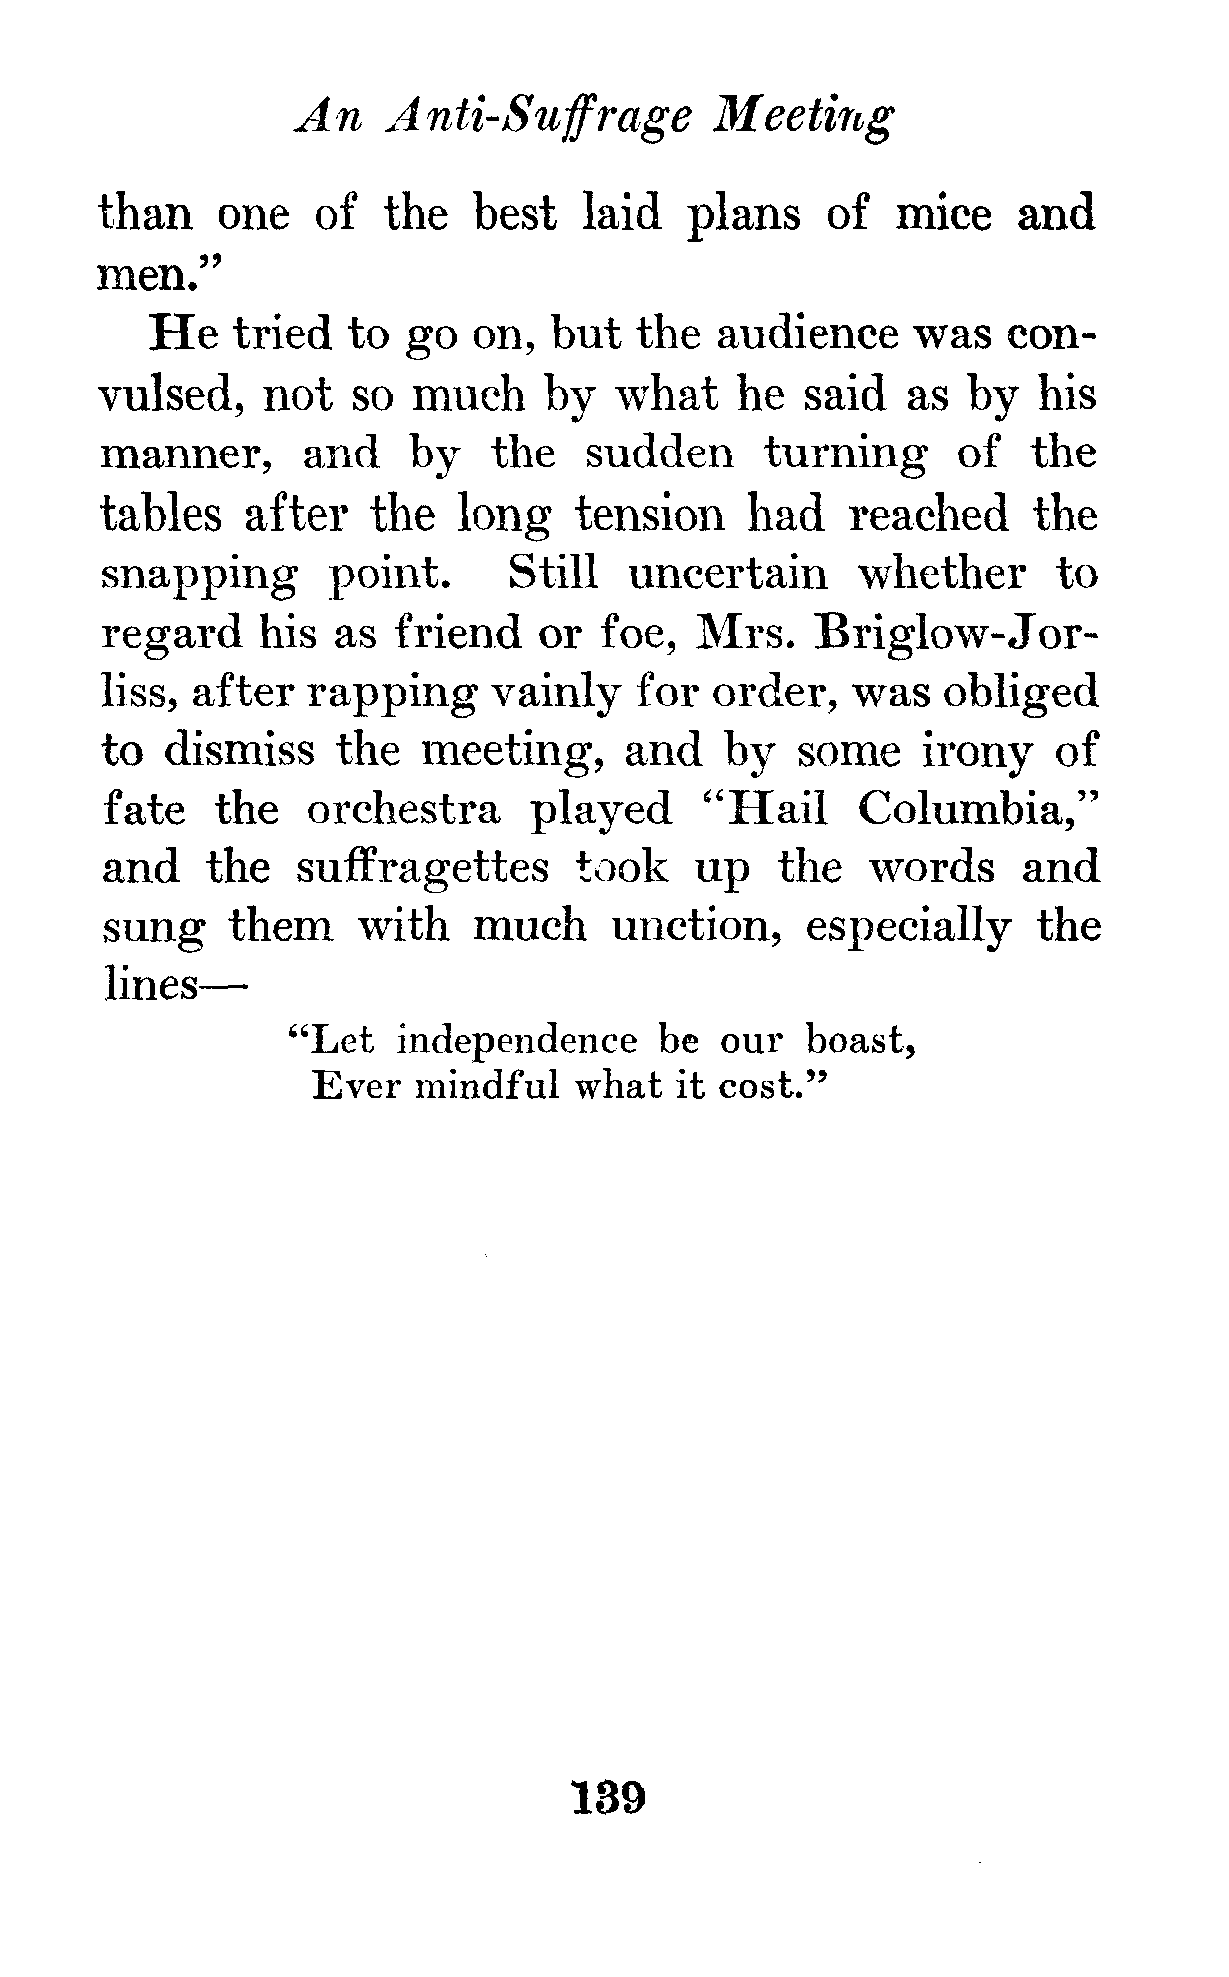 An Anti-Suffrage Meeting
than one of the best laid plans of mice and
men."
He tried to go on, but the audience was con-
vulsed, not so much by what he said as by his
manner, and by the sudden turning of the
tables after the long tension had reached the
snapping point. Still uncertain whether to
regard his as friend or foe, Mrs. Briglow-Jor-
liss, after rapping vainly for order, was obliged
to dismiss the meeting, and by some irony of
fate the orchestra played "Hail Columbia,"
and the suffragettes took up the words and
sung them with much unction, especially the
lines—
"Let independence be our boast,
Ever mindful what it cost."
139